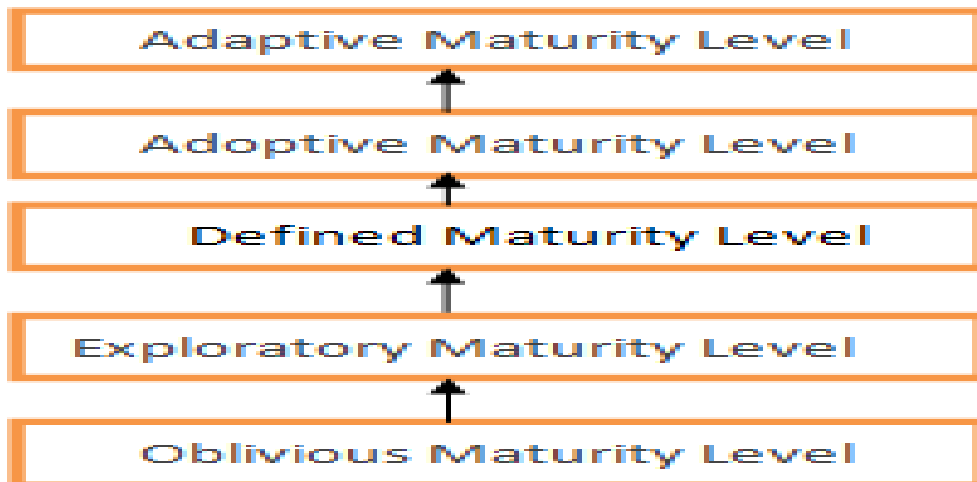 Adaptive Maturity Level
Adoptive Maturity Level
Defined Maturity Level
Exploratory Maturity Level
Oblivious Maturity Level